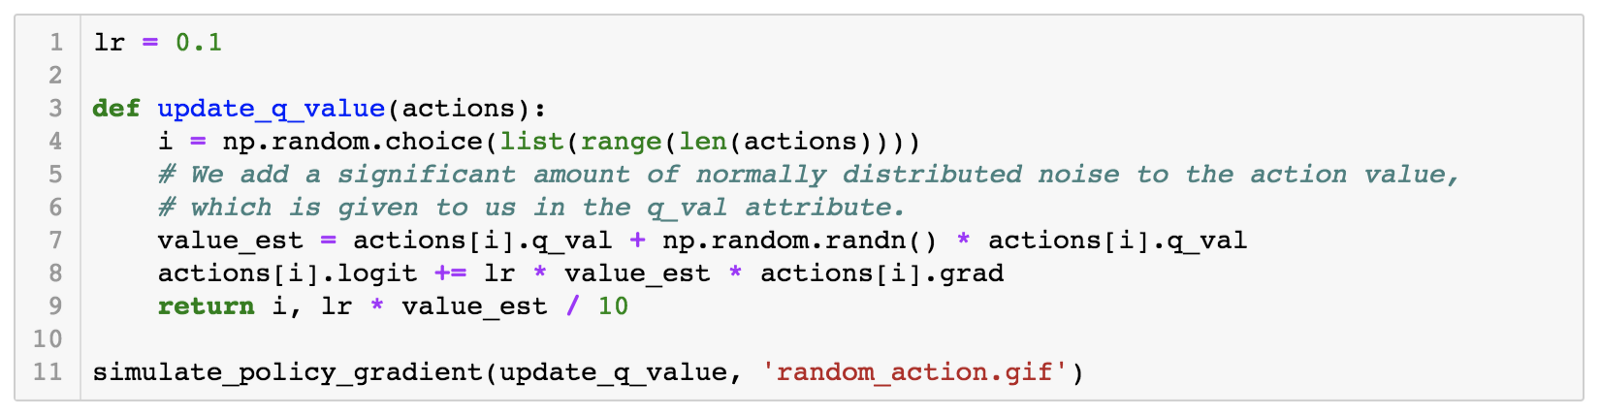 1 lr = 0.1
2
3 def update_q_value(actions):
4     i = np.random.choice(list(range(len(actions))))
5     # We add a significant amount of normally distributed noise to the action value,
6     # which is given to us in the q_val attribute.
7     value_est = actions[i].q_val + np.random.randn() * actions[i].q_val
8     actions[i].logit += lr * value_est * actions[i].grad
9     return i, lr * value_est / 10
10
11 simulate_policy_gradient(update_q_value, 'random_action.gif')